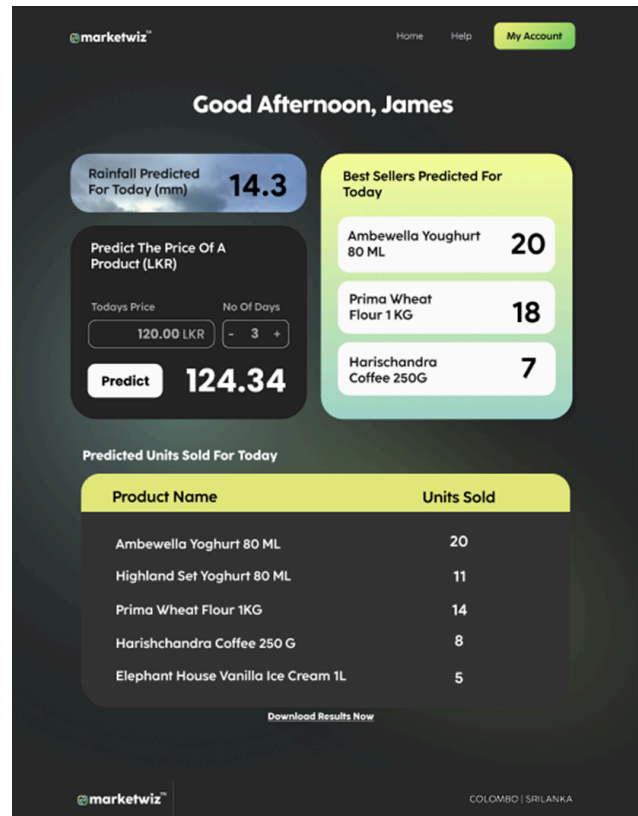 marketwiz™
Home
Help
My Account
Good Afternoon, James
Rainfall Predicted
For Today (mm)
14.3
Predict The Price Of A
Product (LKR)
Todays Price
No Of Days
120.00 LKR
- 3 +
Predict
124.34
Best Sellers Predicted For
Today
Ambewella Youghurt
80 ML
20
Prima Wheat
Flour 1 KG
18
Harischandra
Coffee 250G
7
Predicted Units Sold For Today
Product Name Units Sold
Ambewella Yoghurt 80 ML 20
Highland Set Yoghurt 80 ML 11
Prima Wheat Flour 1KG 14
Harishchandra Coffee 250 G 8
Elephant House Vanilla Ice Cream 1L 5
Download Results Now
marketwiz™
COLOMBO | SRILANKA